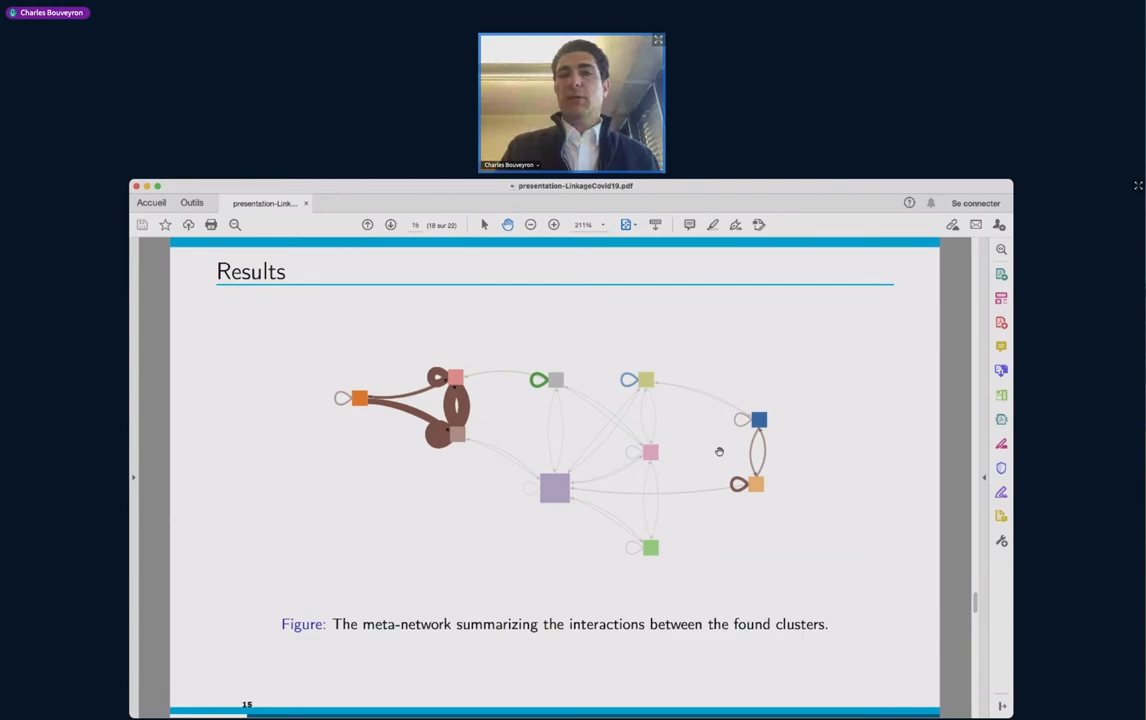 Charles Bouveyron
Charles Bouveyron
presentation-LinkageCovid19.pdf
Accueil
Outils
presentation-Link...
Se connecter
15
(18 sur 22)
211%
Results
Figure: The meta-network summarizing the interactions between the found clusters.
15